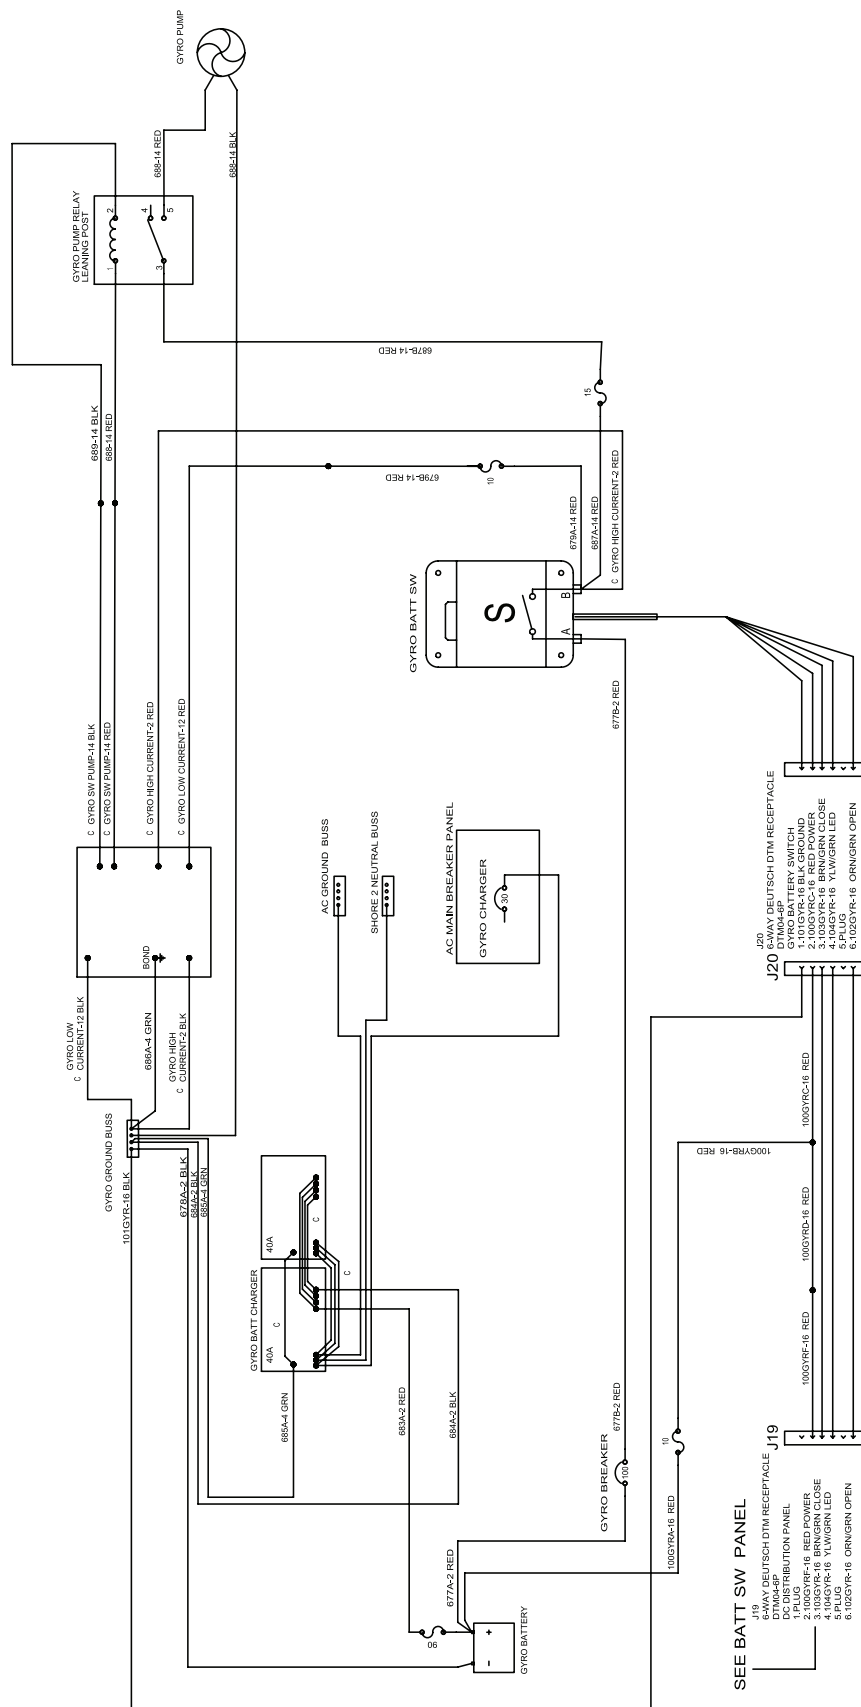 GYRO PUMP
GYRO PUMP RELAY
LEANING POST
1
2
3
4
5
688-14 RED
688-14 BLK
687B-14 RED
15
689-14 BLK
688-14 RED
679B-14 RED
10
679A-14 RED
687A-14 RED
C GYRO HIGH CURRENT-2 RED
GYRO BATT SW
S
A
B
677B-2 RED
C GYRO SW PUMP-14 BLK
C GYRO SW PUMP-14 RED
C GYRO HIGH CURRENT-2 RED
C GYRO LOW CURRENT-12 RED
BOND
C GYRO LOW
CURRENT-12 BLK
686A-4 GRN
C GYRO HIGH
CURRENT-2 BLK
GYRO GROUND BUSS
101GYR-16 BLK
678A-2 BLK
684A-2 BLK
685A-4 GRN
AC GROUND BUSS
SHORE 2 NEUTRAL BUSS
AC MAIN BREAKER PANEL
GYRO CHARGER
30
GYRO BATT CHARGER
40A
40A
C
C
C
685A-4 GRN
683A-2 RED
684A-2 BLK
GYRO BREAKER
100
677B-2 RED
677A-2 RED
90
GYRO BATTERY
+
-
100GYRA-16 RED
10
100GYRB-16 RED
100GYRC-16 RED
100GYRD-16 RED
100GYRF-16 RED
J20
J20
6-WAY DEUTSCH DTM RECEPTACLE
DTM04-6P
GYRO BATTERY SWITCH
1.101GYR-16 BLK GROUND
2.100GYRC-16 RED POWER
3.103GYR-16 BRN/GRN CLOSE
4.104GYR-16 YLW/GRN LED
5.PLUG
6.102GYR-16 ORN/GRN OPEN
J19
SEE BATT SW PANEL
J19
6-WAY DEUTSCH DTM RECEPTACLE
DTM04-6P
DC DISTRIBUTION PANEL
1.PLUG
2.100GYRF-16 RED POWER
3.103GYR-16 BRN/GRN CLOSE
4.104GYR-16 YLW/GRN LED
5.PLUG
6.102GYR-16 ORN/GRN OPEN